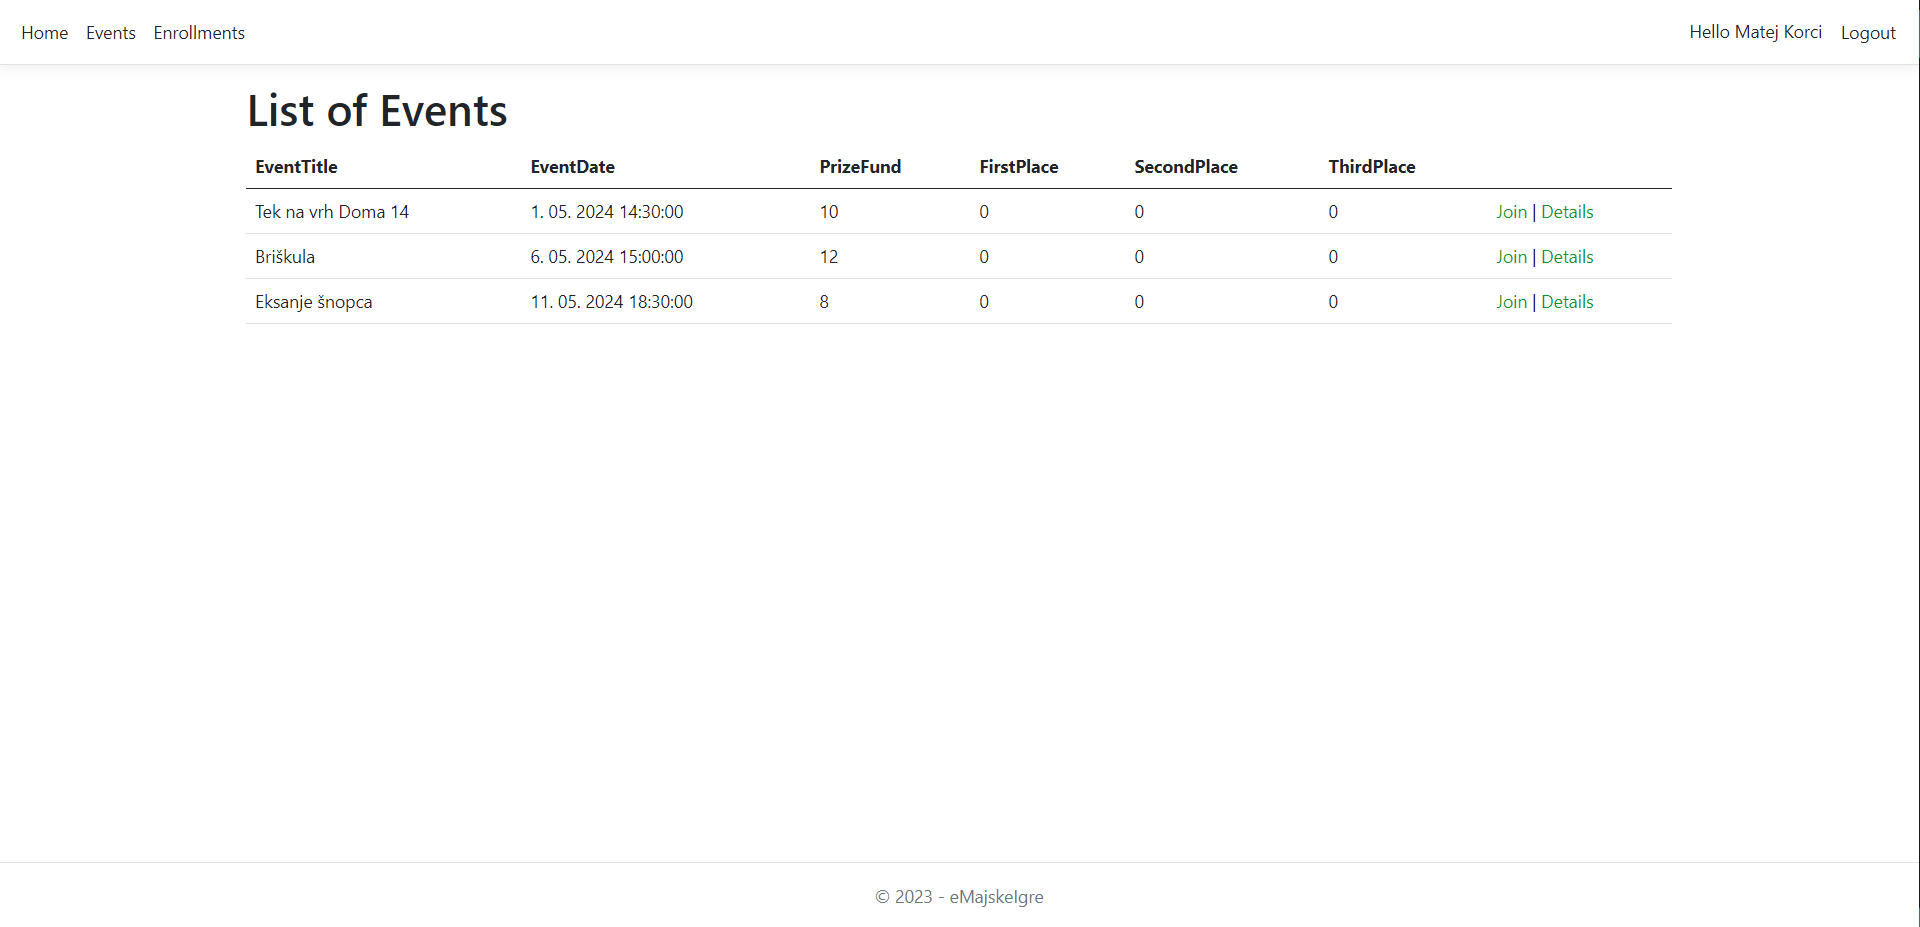 Home Events Enrollments Hello Matej Korci Logout
List of Events
EventTitle EventDate PrizeFund FirstPlace SecondPlace ThirdPlace
Tek na vrh Doma 14 1. 05. 2024 14:30:00 10 0 0 0 Join | Details
Briškula 6. 05. 2024 15:00:00 12 0 0 0 Join | Details
Eksanje šnopca 11. 05. 2024 18:30:00 8 0 0 0 Join | Details
© 2023 - eMajskeIgre